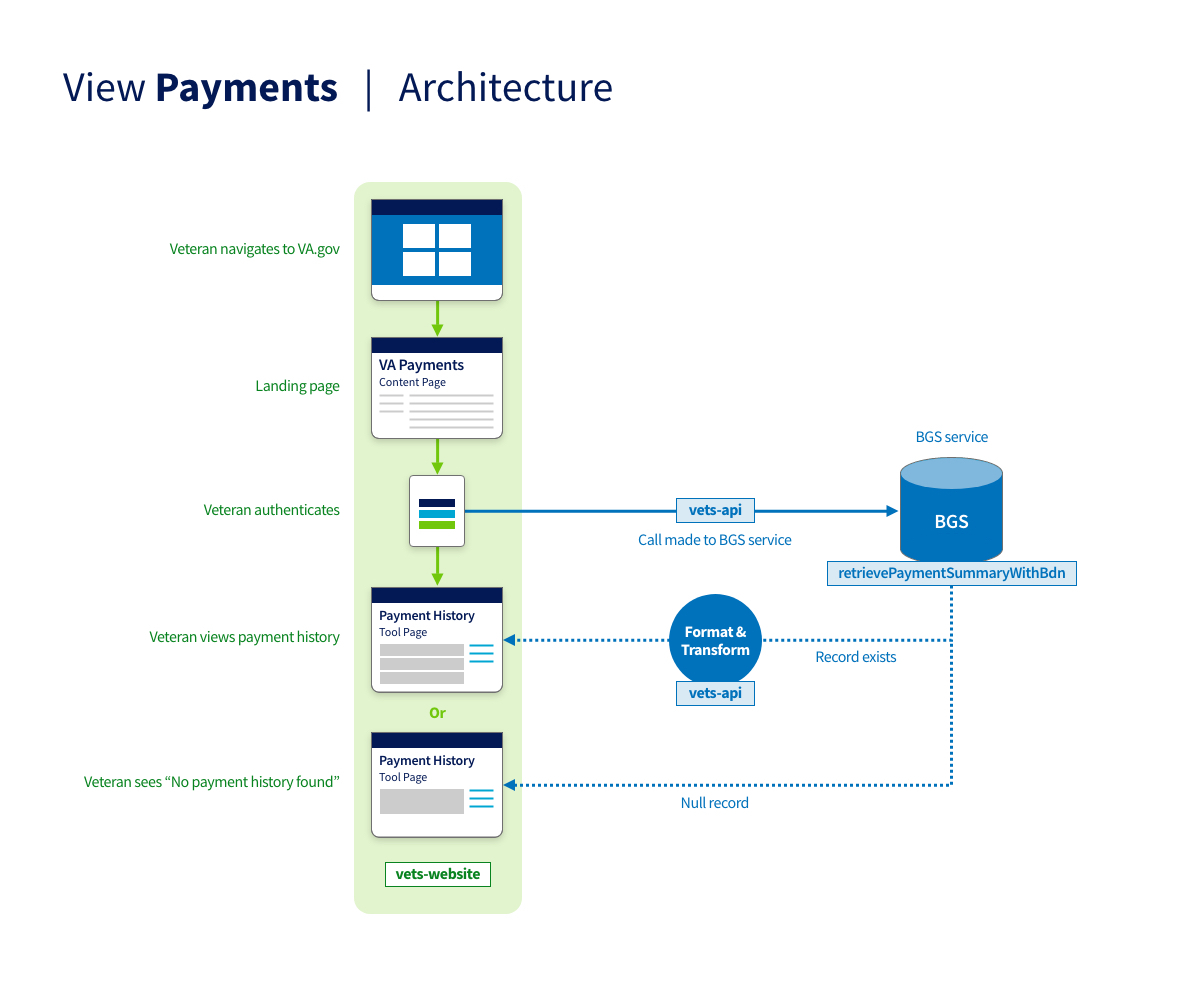 View Payments | Architecture
Veteran navigates to VA.gov
VA Payments
Content Page
Landing page
BGS service
Veteran authenticates
vets-api
BGS
Call made to BGS service
retrievePaymentSummaryWithBdn
Payment History
Tool Page
Veteran views payment history
Format &
Transform
Record exists
vets-api
Or
Payment History
Tool Page
Veteran sees “No payment history found”
Null record
vets-website